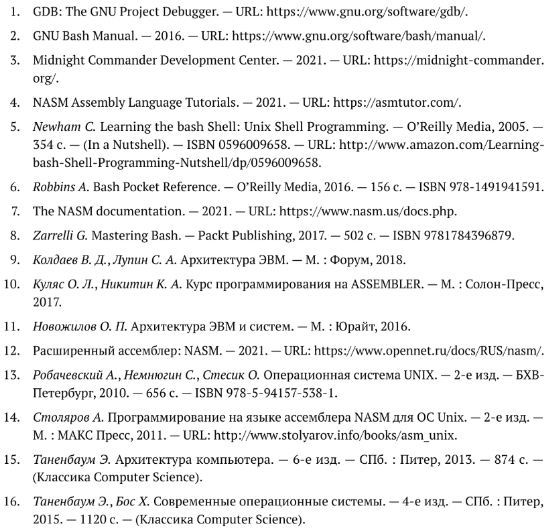 1. GDB: The GNU Project Debugger. — URL: https://www.gnu.org/software/gdb/.
2. GNU Bash Manual. — 2016. — URL: https://www.gnu.org/software/bash/manual/.
3. Midnight Commander Development Center. — 2021. — URL: https://midnight-commander.
org/.
4. NASM Assembly Language Tutorials. — 2021. — URL: https://asmtutor.com/.
5. Newham C. Learning the bash Shell: Unix Shell Programming. — O’Reilly Media, 2005. —
354 с. — (In a Nutshell). — ISBN 0596009658. — URL: http://www.amazon.com/Learning-
bash-Shell-Programming-Nutshell/dp/0596009658.
6. Robbins A. Bash Pocket Reference. — O’Reilly Media, 2016. — 156 с. — ISBN 978-1491941591.
7. The NASM documentation. — 2021. — URL: https://www.nasm.us/docs.php.
8. Zarrelli G. Mastering Bash. — Packt Publishing, 2017. — 502 с. — ISBN 9781784396879.
9. Колдаев В. Д., Лупин С. А. Архитектура ЭВМ. — М. : Форум, 2018.
10. Куляс О. Л., Никитин К. А. Курс программирования на ASSEMBLER. — М. : Солон-Пресс,
2017.
11. Новожилов О. П. Архитектура ЭВМ и систем. — М. : Юрайт, 2016.
12. Расширенный ассемблер: NASM. — 2021. — URL: https://www.opennet.ru/docs/RUS/nasm/.
13. Робачевский А., Немнюгин С., Стесик О. Операционная система UNIX. — 2-е изд. — БХВ-
Петербург, 2010. — 656 с. — ISBN 978-5-94157-538-1.
14. Столяров А. Программирование на языке ассемблера NASM для ОС Unix. — 2-е изд. —
М. : МАКС Пресс, 2011. — URL: http://www.stolyarov.info/books/asm_unix.
15. Таненбаум Э. Архитектура компьютера. — 6-е изд. — СПб. : Питер, 2013. — 874 с. —
(Классика Computer Science).
16. Таненбаум Э., Бос Х. Современные операционные системы. — 4-е изд. — СПб. : Питер,
2015. — 1120 с. — (Классика Computer Science).